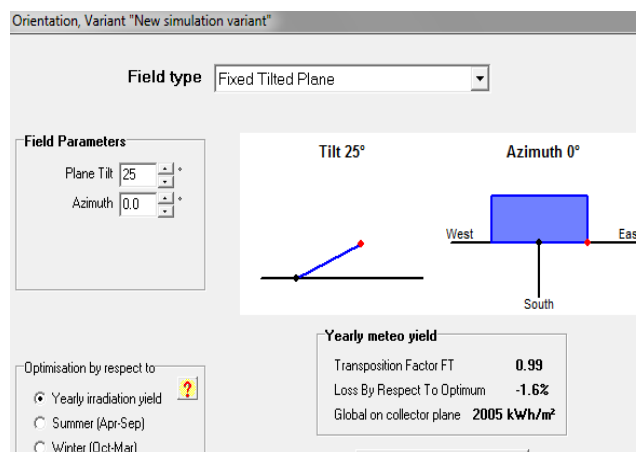 Orientation, Variant "New simulation variant"
Field type Fixed Tilted Plane
Field Parameters
Plane Tilt 25 °
Azimuth 0.0 °
Tilt 25°
Azimuth 0°
West Eas
South
Yearly meteo yield
Transposition Factor FT 0.99
Loss By Respect To Optimum -1.6%
Global on collector plane 2005 kWh/m²
Optimisation by respect to
?
Yearly irradiation yield
Summer (Apr-Sep)
Winter (Oct-Mar)